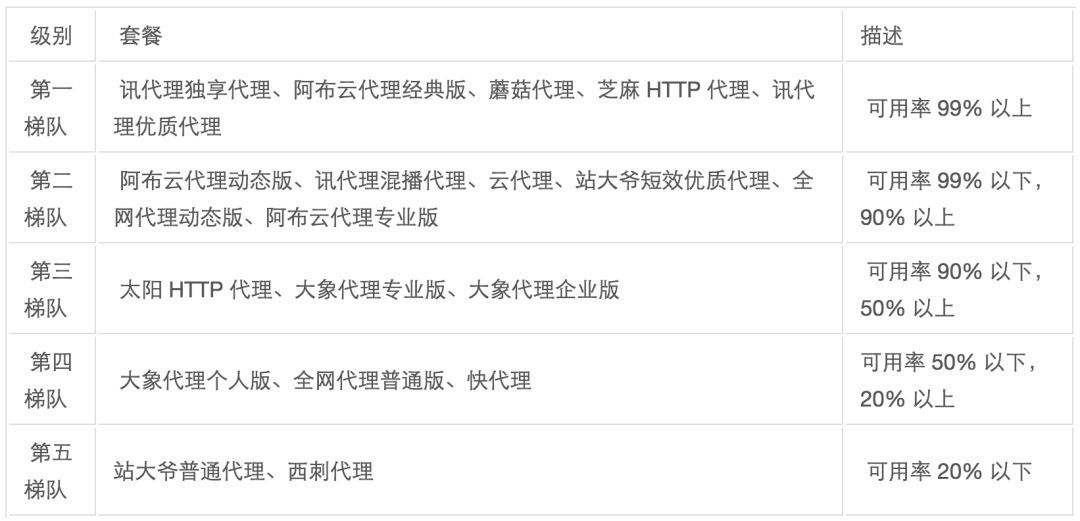 级别 套餐 描述
第一
梯队
讯代理独享代理、阿布云代理经典版、蘑菇代理、芝麻 HTTP 代理、讯代
理优质代理
可用率 99% 以上
第二
梯队
阿布云代理动态版、讯代理混播代理、云代理、站大爷短效优质代理、全
网代理动态版、阿布云代理专业版
可用率 99% 以下，
90% 以上
第三
梯队
太阳 HTTP 代理、大象代理专业版、大象代理企业版
可用率 90% 以下，
50% 以上
第四
梯队
大象代理个人版、全网代理普通版、快代理
可用率 50% 以下，
20% 以上
第五
梯队
站大爷普通代理、西刺代理
可用率 20% 以下